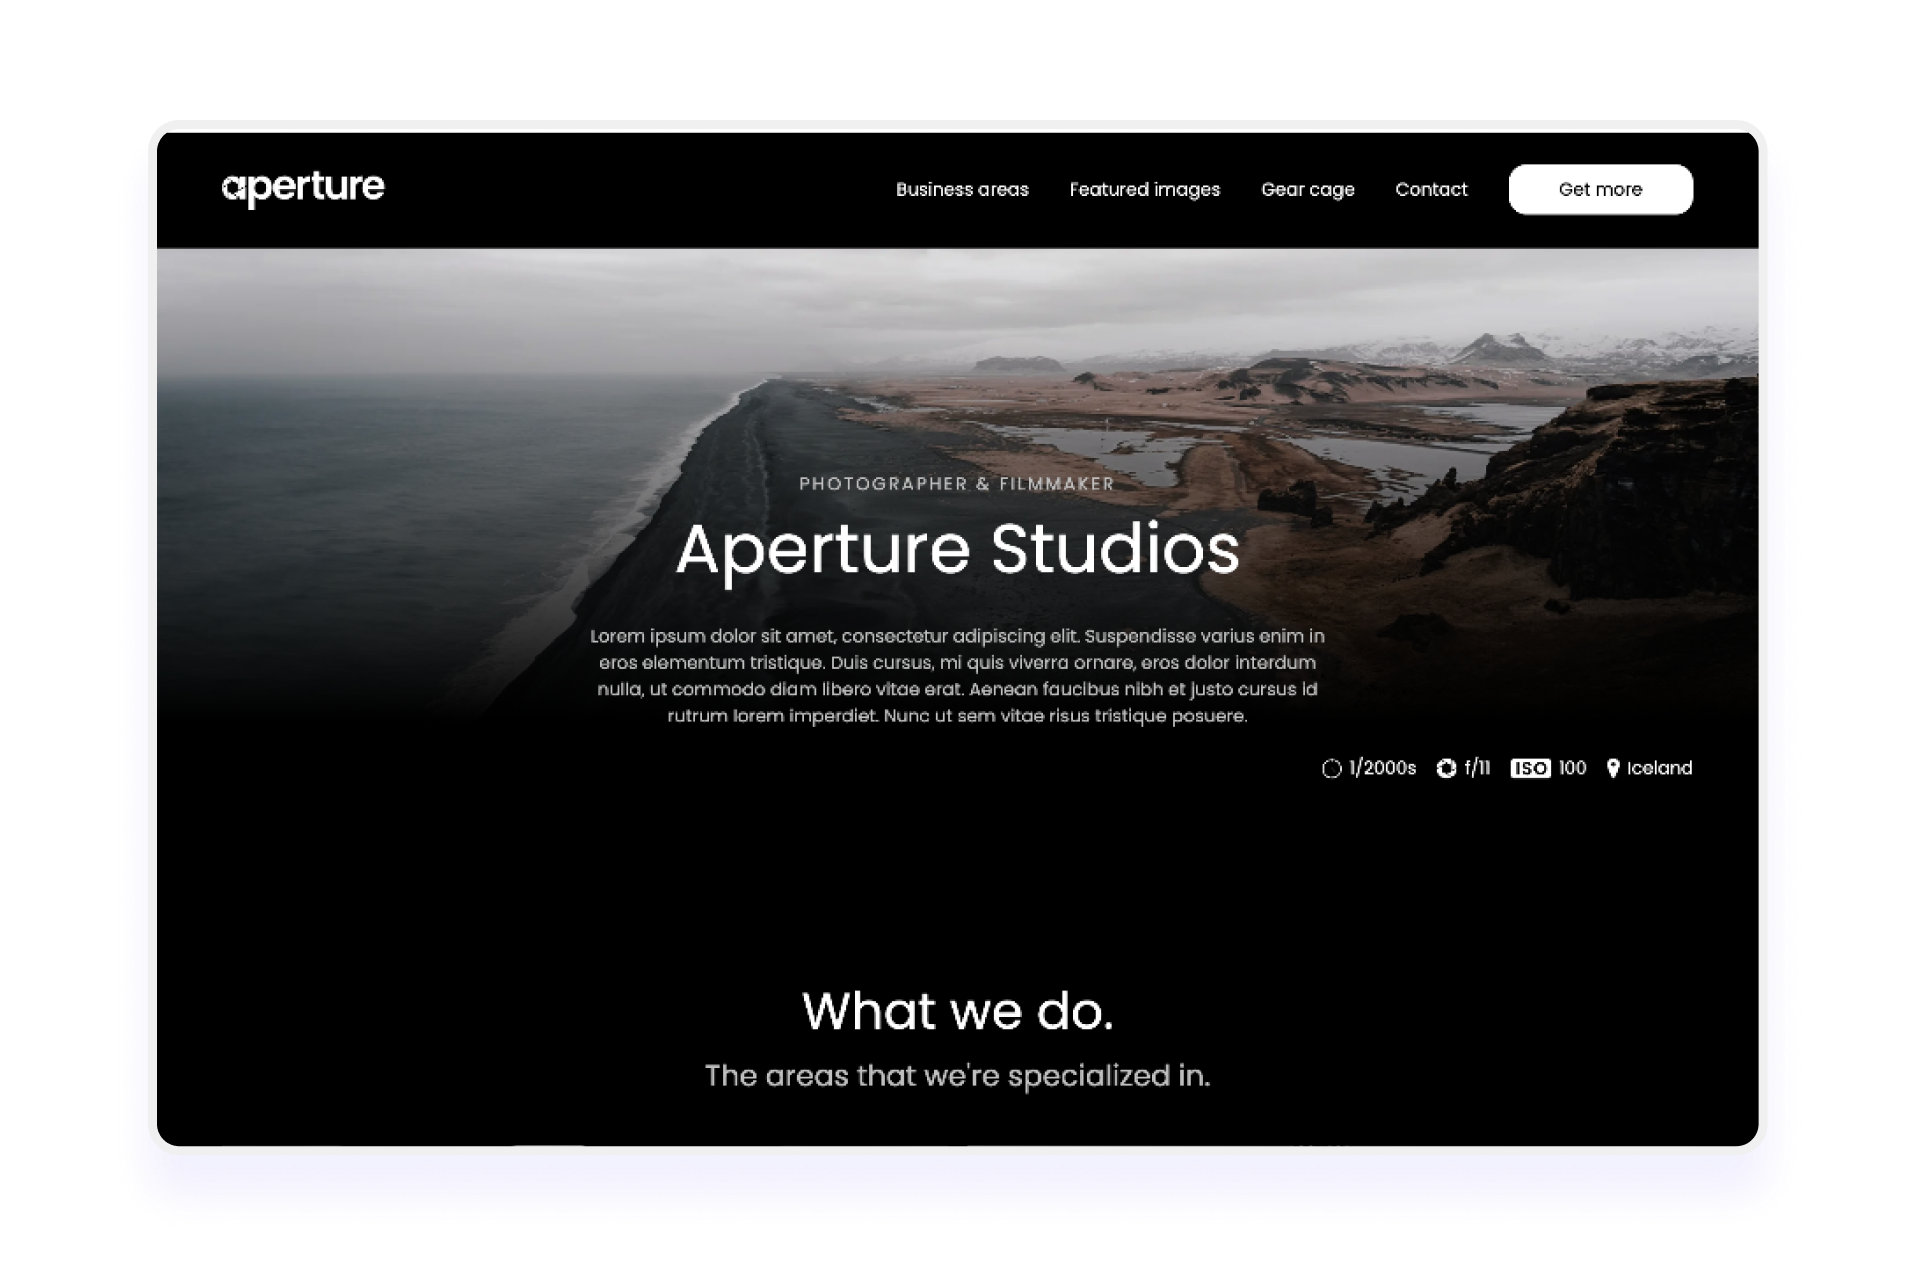 aperture
Business areas Featured images Gear cage Contact Get more
PHOTOGRAPHER & FILMMAKER
Aperture Studios
Lorem ipsum dolor sit amet, consectetur adipiscing elit. Suspendisse varius enim in
eros elementum tristique. Duis cursus, mi quis viverra ornare, eros dolor interdum
nulla, ut commodo diam libero vitae erat. Aenean faucibus nibh et justo cursus id
rutrum lorem imperdiet. Nunc ut sem vitae risus tristique posuere.
1/2000s f/11 ISO 100 Iceland
What we do.
The areas that we're specialized in.